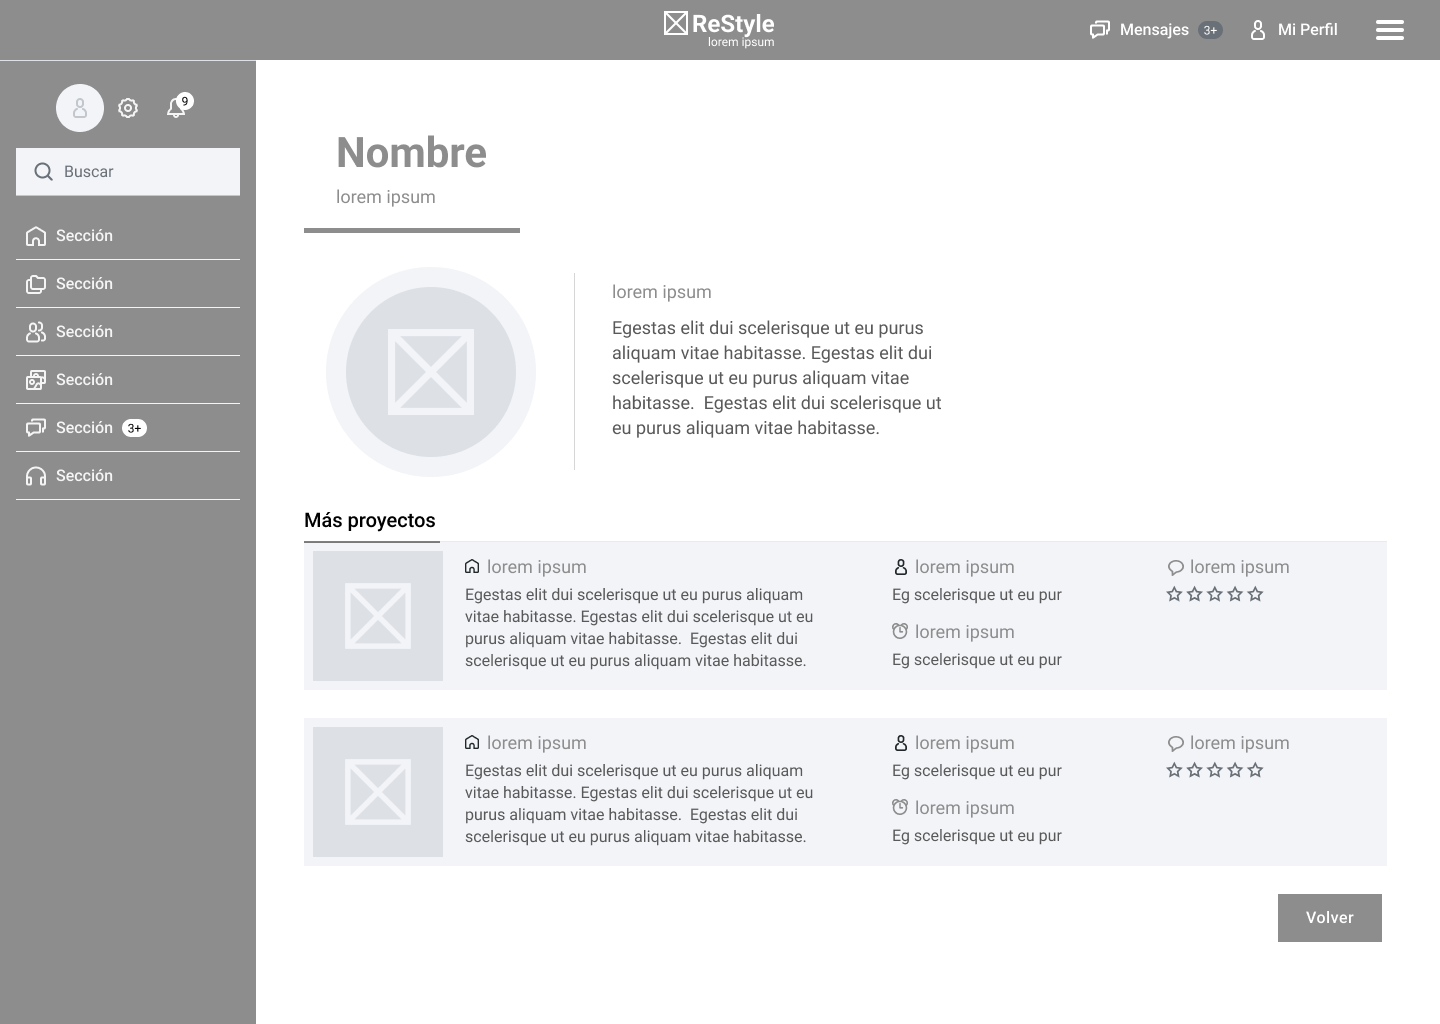 ReStyle
lorem ipsum
Mensajes 3+ Mi Perfil
9
Buscar
Sección
Sección
Sección
Sección
Sección 3+
Sección
Nombre
lorem ipsum
lorem ipsum
Egestas elit dui scelerisque ut eu purus
aliquam vitae habitasse. Egestas elit dui
scelerisque ut eu purus aliquam vitae
habitasse.  Egestas elit dui scelerisque ut
eu purus aliquam vitae habitasse.
Más proyectos
lorem ipsum
Egestas elit dui scelerisque ut eu purus aliquam
vitae habitasse. Egestas elit dui scelerisque ut eu
purus aliquam vitae habitasse.  Egestas elit dui
scelerisque ut eu purus aliquam vitae habitasse.
lorem ipsum
Eg scelerisque ut eu pur
lorem ipsum
Eg scelerisque ut eu pur
lorem ipsum
lorem ipsum
Egestas elit dui scelerisque ut eu purus aliquam
vitae habitasse. Egestas elit dui scelerisque ut eu
purus aliquam vitae habitasse.  Egestas elit dui
scelerisque ut eu purus aliquam vitae habitasse.
lorem ipsum
Eg scelerisque ut eu pur
lorem ipsum
Eg scelerisque ut eu pur
lorem ipsum
Volver